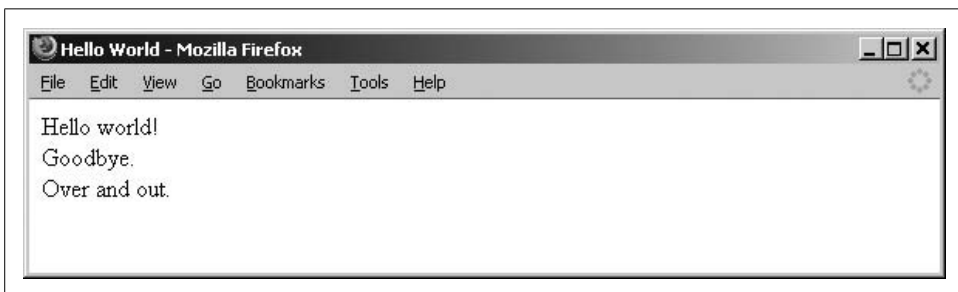 Hello World - Mozilla Firefox
File Edit View Go Bookmarks Tools Help
Hello world!
Goodbye.
Over and out.